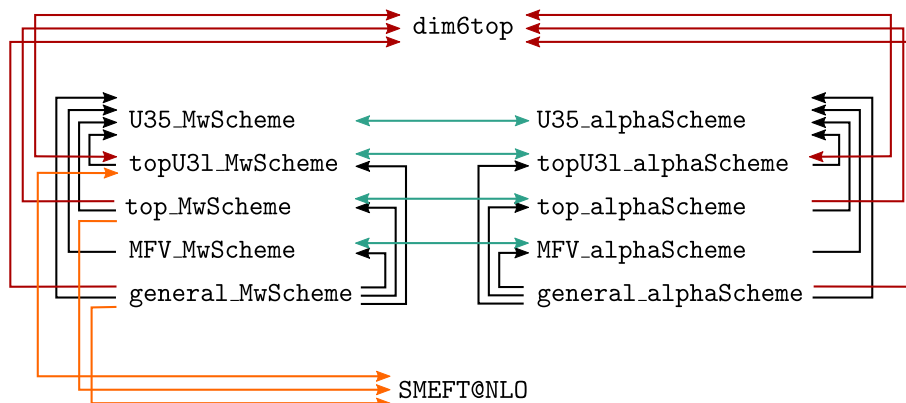 dim6top
U35_MwScheme
U35_alphaScheme
topU3l_MwScheme
topU3l_alphaScheme
top_MwScheme
top_alphaScheme
MFV_MwScheme
MFV_alphaScheme
general_MwScheme
general_alphaScheme
SMEFT@NLO